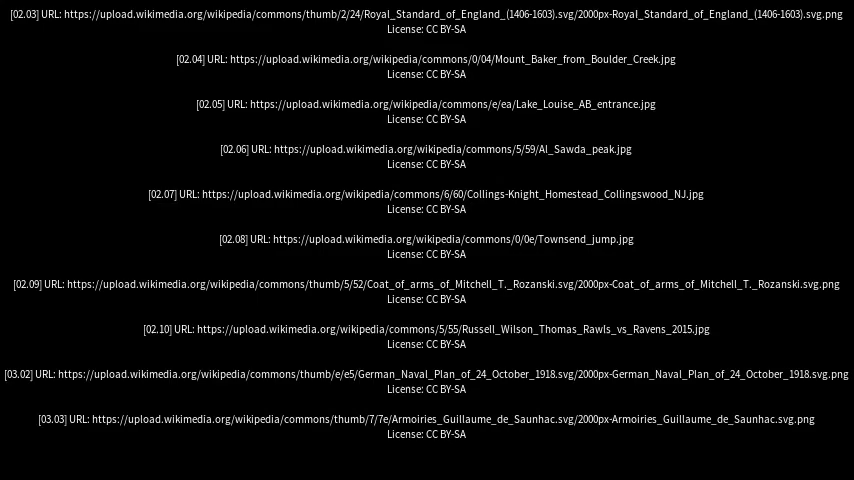 [02.03] URL: https://upload.wikimedia.org/wikipedia/commons/thumb/2/24/Royal_Standard_of_England_(1406-1603).svg/2000px-Royal_Standard_of_England_(1406-1603).svg.png
License: CC BY-SA
[02.04] URL: https://upload.wikimedia.org/wikipedia/commons/0/04/Mount_Baker_from_Boulder_Creek.jpg
License: CC BY-SA
[02.05] URL: https://upload.wikimedia.org/wikipedia/commons/e/ea/Lake_Louise_AB_entrance.jpg
License: CC BY-SA
[02.06] URL: https://upload.wikimedia.org/wikipedia/commons/5/59/Al_Sawda_peak.jpg
License: CC BY-SA
[02.07] URL: https://upload.wikimedia.org/wikipedia/commons/6/60/Collings-Knight_Homestead_Collingswood_NJ.jpg
License: CC BY-SA
[02.08] URL: https://upload.wikimedia.org/wikipedia/commons/0/0e/Townsend_jump.jpg
License: CC BY-SA
[02.09] URL: https://upload.wikimedia.org/wikipedia/commons/thumb/5/52/Coat_of_arms_of_Mitchell_T._Rozanski.svg/2000px-Coat_of_arms_of_Mitchell_T._Rozanski.svg.png
License: CC BY-SA
[02.10] URL: https://upload.wikimedia.org/wikipedia/commons/5/55/Russell_Wilson_Thomas_Rawls_vs_Ravens_2015.jpg
License: CC BY-SA
[03.02] URL: https://upload.wikimedia.org/wikipedia/commons/thumb/e/e5/German_Naval_Plan_of_24_October_1918.svg/2000px-German_Naval_Plan_of_24_October_1918.svg.png
License: CC BY-SA
[03.03] URL: https://upload.wikimedia.org/wikipedia/commons/thumb/7/7e/Armoiries_Guillaume_de_Saunhac.svg/2000px-Armoiries_Guillaume_de_Saunhac.svg.png
License: CC BY-SA